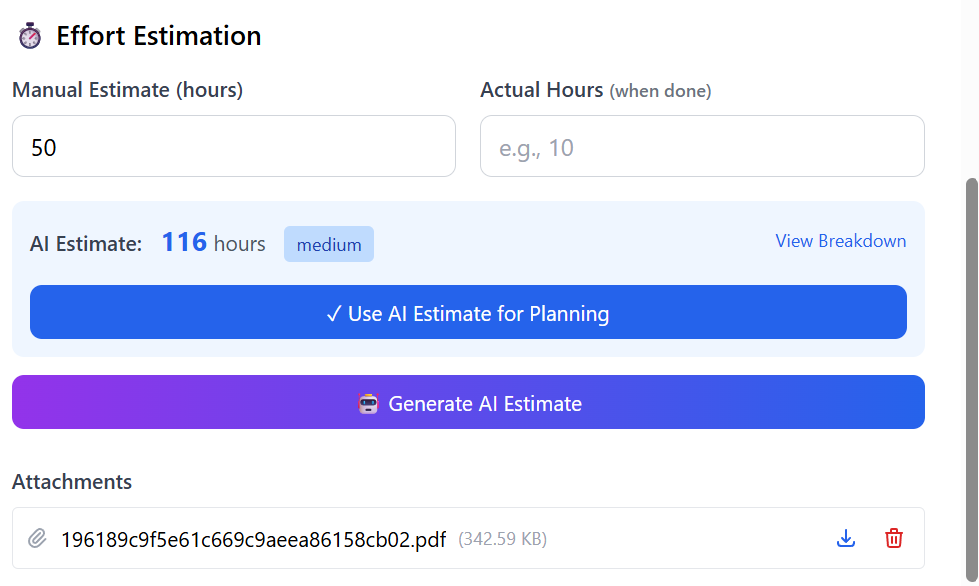 Effort Estimation
Manual Estimate (hours)
Actual Hours (when done)
50
e.g., 10
AI Estimate: 116 hours medium
View Breakdown
✓ Use AI Estimate for Planning
Generate AI Estimate
Attachments
196189c9f5e61c669c9aeea86158cb02.pdf (342.59 KB)